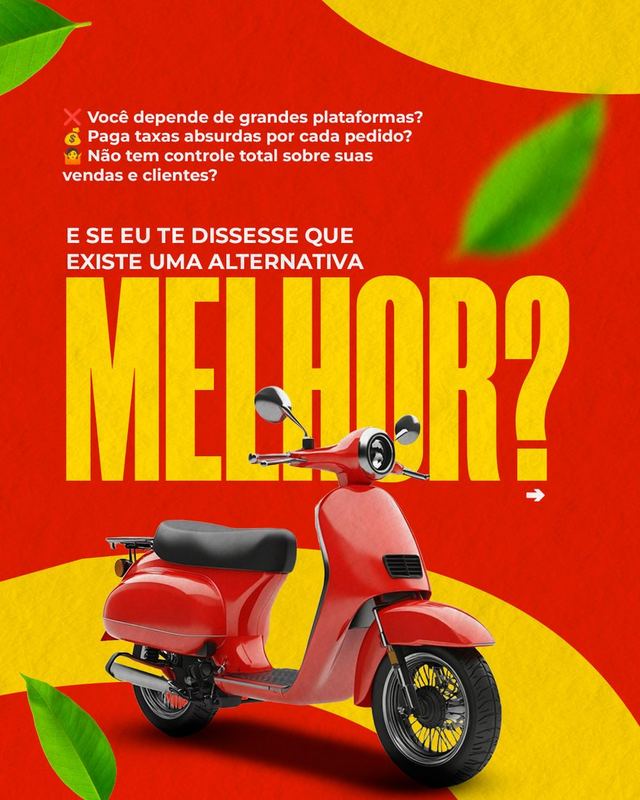 ❌ Você depende de grandes plataformas?
💰 Paga taxas absurdas por cada pedido?
🤷 Não tem controle total sobre suas
vendas e clientes?
E SE EU TE DISSESSE QUE
EXISTE UMA ALTERNATIVA
MELHOR?